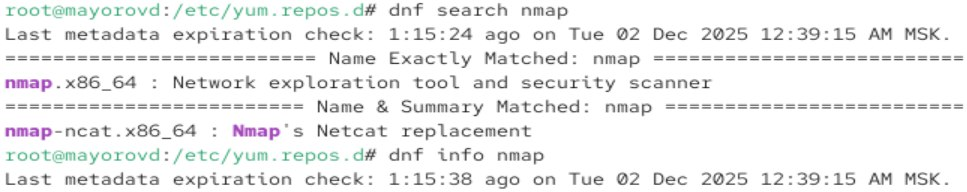 root@mayorovd:/etc/yum.repos.d# dnf search nmap
Last metadata expiration check: 1:15:24 ago on Tue 02 Dec 2025 12:39:15 AM MSK.
========================== Name Exactly Matched: nmap ==========================
nmap.x86_64 : Network exploration tool and security scanner
========================= Name & Summary Matched: nmap =========================
nmap-ncat.x86_64 : Nmap's Netcat replacement
root@mayorovd:/etc/yum.repos.d# dnf info nmap
Last metadata expiration check: 1:15:38 ago on Tue 02 Dec 2025 12:39:15 AM MSK.